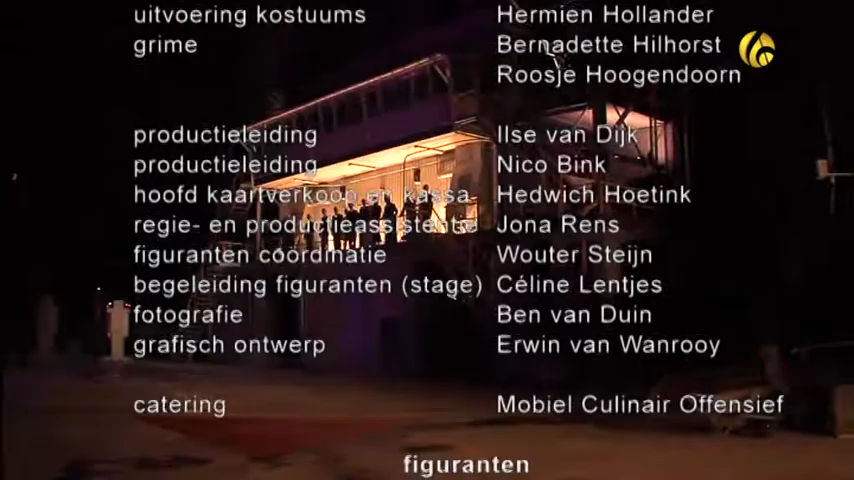 uitvoering kostuums Hermien Hollander
grime Bernadette Hilhorst
Roosje Hoogendoorn
productieleiding Ilse van Dijk
productieleiding Nico Bink
hoofd kaartverkoop en kassa Hedwich Hoetink
regie- en productieassistentie Jona Rens
figuranten coördinatie Wouter Steijn
begeleiding figuranten (stage) Céline Lentjes
fotografie Ben van Duin
grafisch ontwerp Erwin van Wanrooy
catering Mobiel Culinair Offensief
figuranten